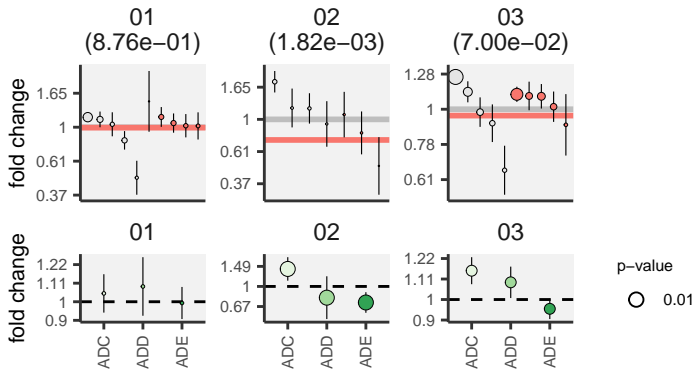 01
(8.76e−01)
02
(1.82e−03)
03
(7.00e−02)
fold change
1.65
1
0.61
0.37
1.65
1
0.61
0.37
1.28
1
0.78
0.61
01
02
03
fold change
1.22
1.11
1
0.9
1.49
1
0.67
1.22
1.11
1
0.9
ADC
ADD
ADE
ADC
ADD
ADE
ADC
ADD
ADE
p−value
0.01